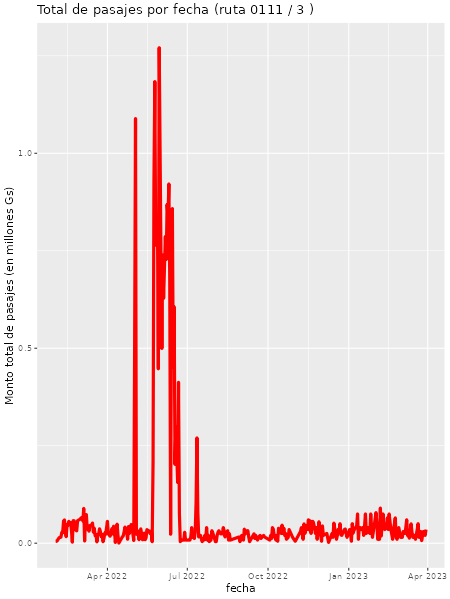 Total de pasajes por fecha (ruta 0111 / 3 )
Monto total de pasajes (en millones Gs)
1.0
0.5
0.0
Apr 2022
Jul 2022
Oct 2022
Jan 2023
Apr 2023
fecha